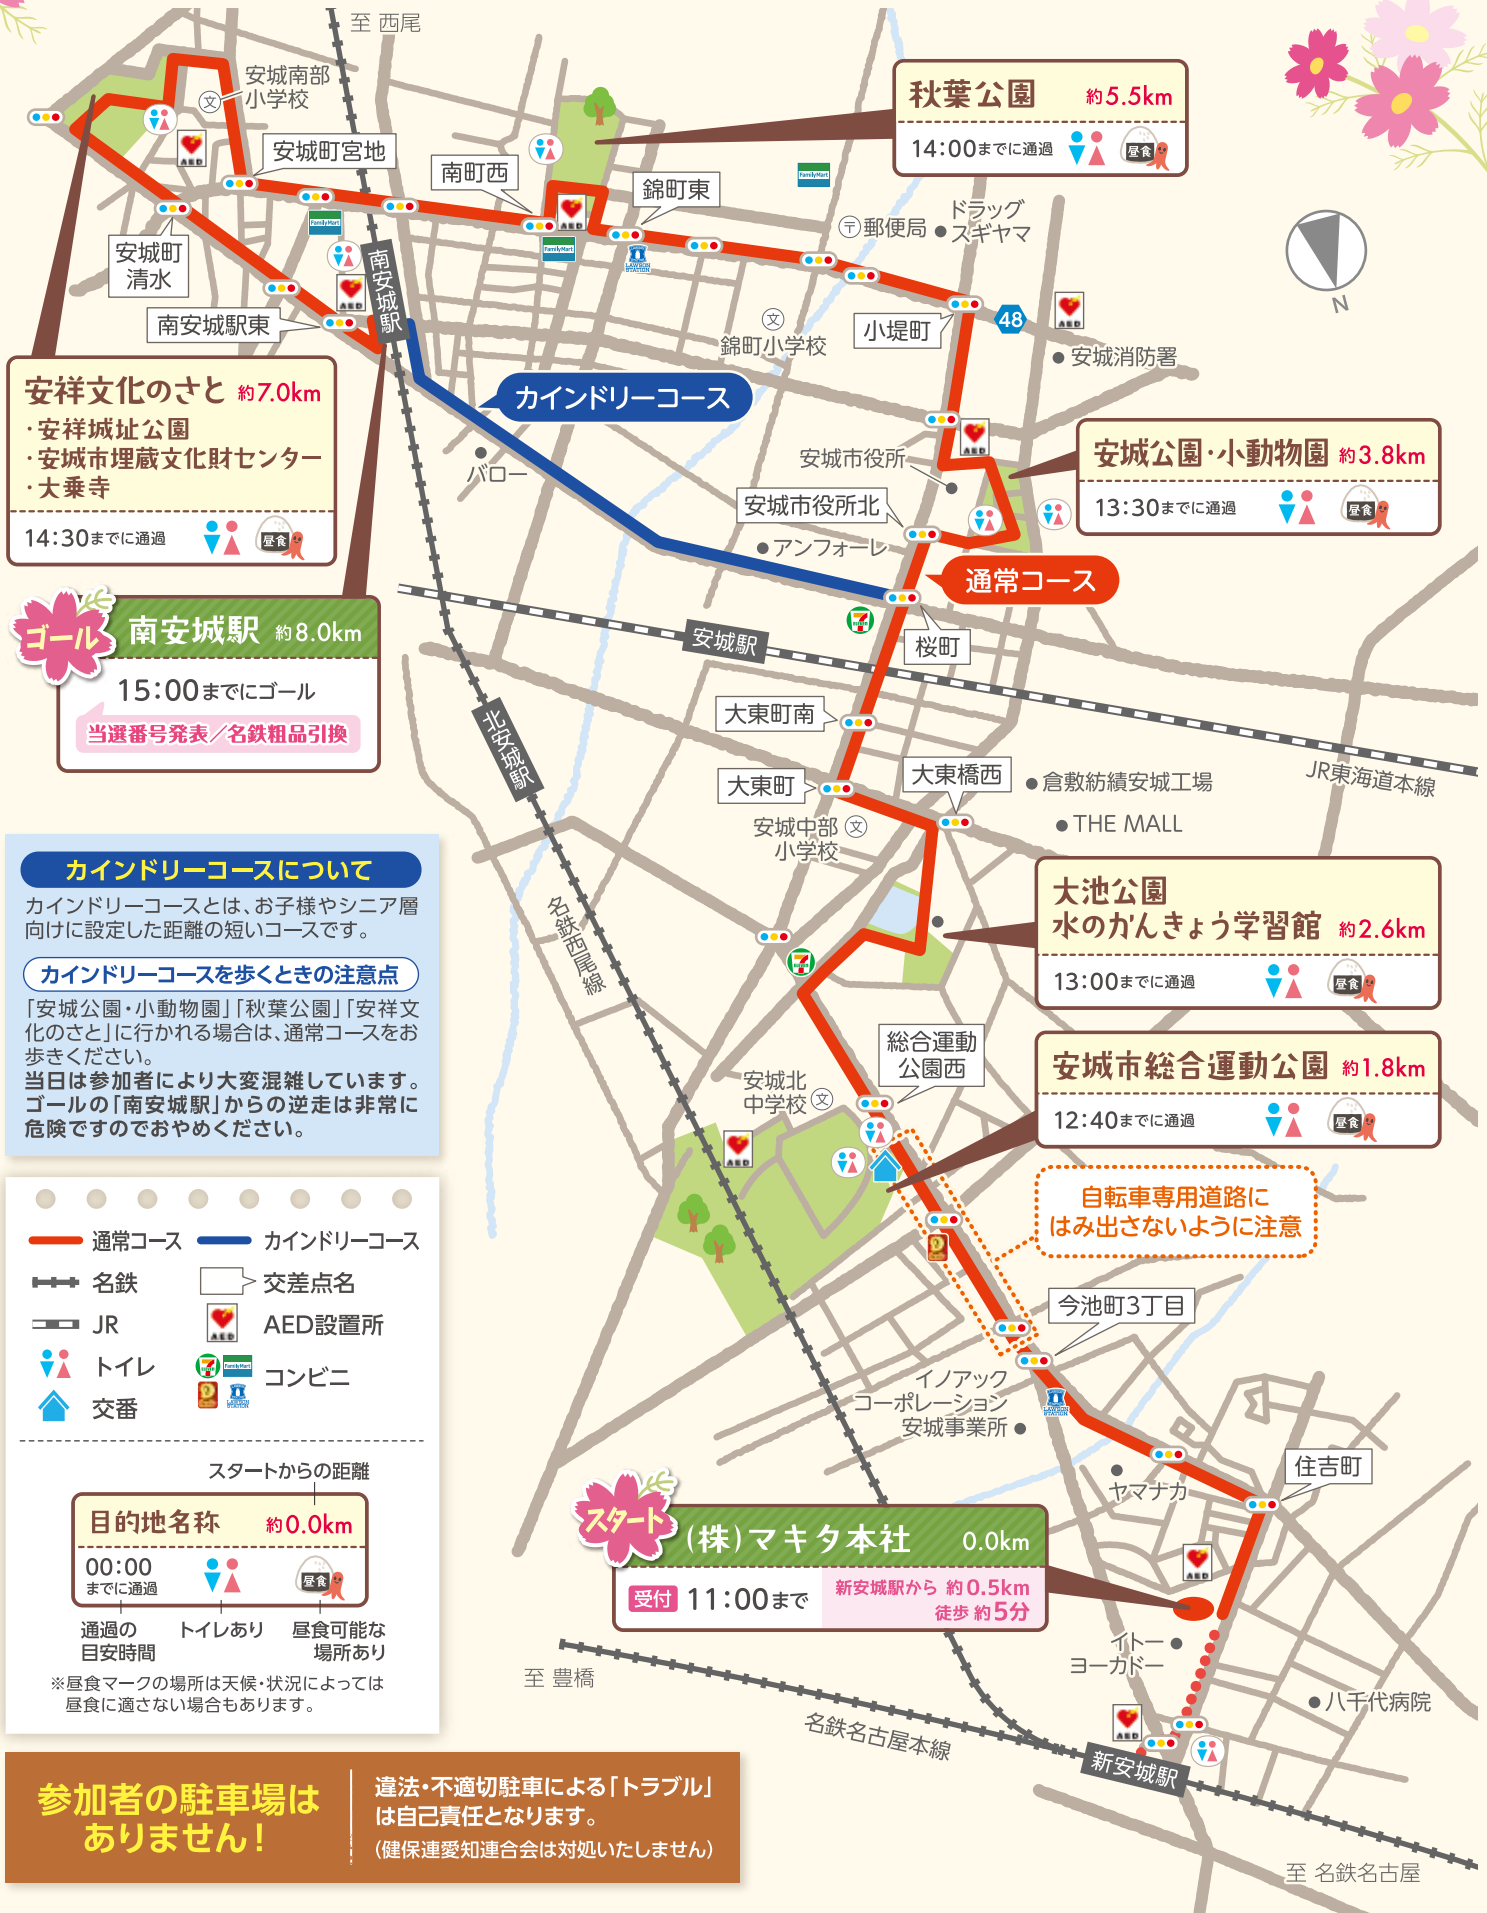 至 西尾
安城南部
小学校
文
安城町宮地
南町西
錦町東
秋葉公園 約5.5km
14:00までに通過
昼食
FamilyMart
郵便局
ドラッグ
スギヤマ
安城町
清水
AED
南安城駅
南安城駅東
LAWSON
STATION
錦町小学校
小堤町
48
安城消防署
N
安祥文化のさと 約7.0km
・安祥城址公園
・安城市埋蔵文化財センター
・大乗寺
14:30までに通過
昼食
カインドリーコース
バロー
安城市役所
安城市役所北
アンフォーレ
安城公園・小動物園 約3.8km
13:30までに通過
昼食
通常コース
ゴール
南安城駅 約8.0km
15:00までにゴール
当選番号発表/名鉄粗品引換
安城駅
桜町
北安城駅
大東町南
大東町
大東橋西
倉敷紡績安城工場
THE MALL
JR東海道本線
安城中部
小学校
文
名鉄西尾線
大池公園
水のかんきょう学習館 約2.6km
13:00までに通過
昼食
カインドリーコースについて
カインドリーコースとは、お子様やシニア層
向けに設定した距離の短いコースです。
カインドリーコースを歩くときの注意点
「安城公園・小動物園」「秋葉公園」「安祥文
化のさと」に行かれる場合は、通常コースをお
歩きください。
当日は参加者により大変混雑しています。
ゴールの「南安城駅」からの逆走は非常に
危険ですのでおやめください。
総合運動
公園西
安城北
中学校
文
安城市総合運動公園 約1.8km
12:40までに通過
昼食
自転車専用道路に
はみ出さないように注意
今池町3丁目
イノアック
コーポレーション
安城事業所
ヤマナカ
住吉町
通常コース
カインドリーコース
名鉄
交差点名
JR
AED設置所
トイレ
コンビニ
交番
スタートからの距離
目的地名称 約0.0km
00:00
までに通過
昼食
通過の
目安時間
トイレあり
昼食可能な
場所あり
※昼食マークの場所は天候・状況によっては
昼食に適さない場合もあります。
スタート
(株)マキタ本社 0.0km
受付 11:00まで
新安城駅から 約0.5km
徒歩 約5分
イトー
ヨーカドー
八千代病院
至 豊橋
名鉄名古屋本線
新安城駅
至 名鉄名古屋
参加者の駐車場は
ありません!
違法・不適切駐車による「トラブル」
は自己責任となります。
(健保連愛知連合会は対処いたしません)